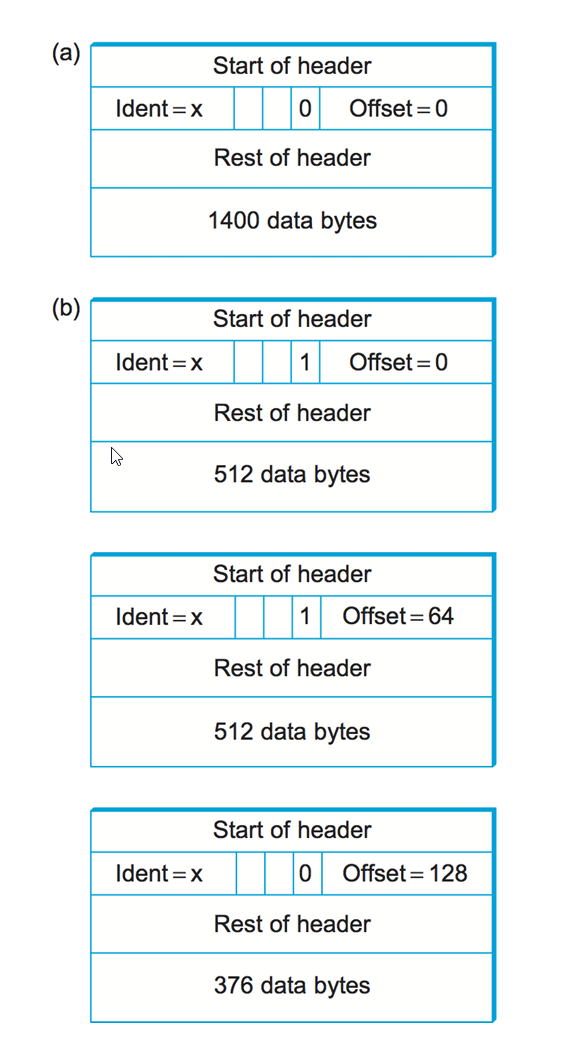 (a)
Start of header
Ident = x 0 Offset = 0
Rest of header
1400 data bytes
(b)
Start of header
Ident = x 1 Offset = 0
Rest of header
512 data bytes
Start of header
Ident = x 1 Offset = 64
Rest of header
512 data bytes
Start of header
Ident = x 0 Offset = 128
Rest of header
376 data bytes